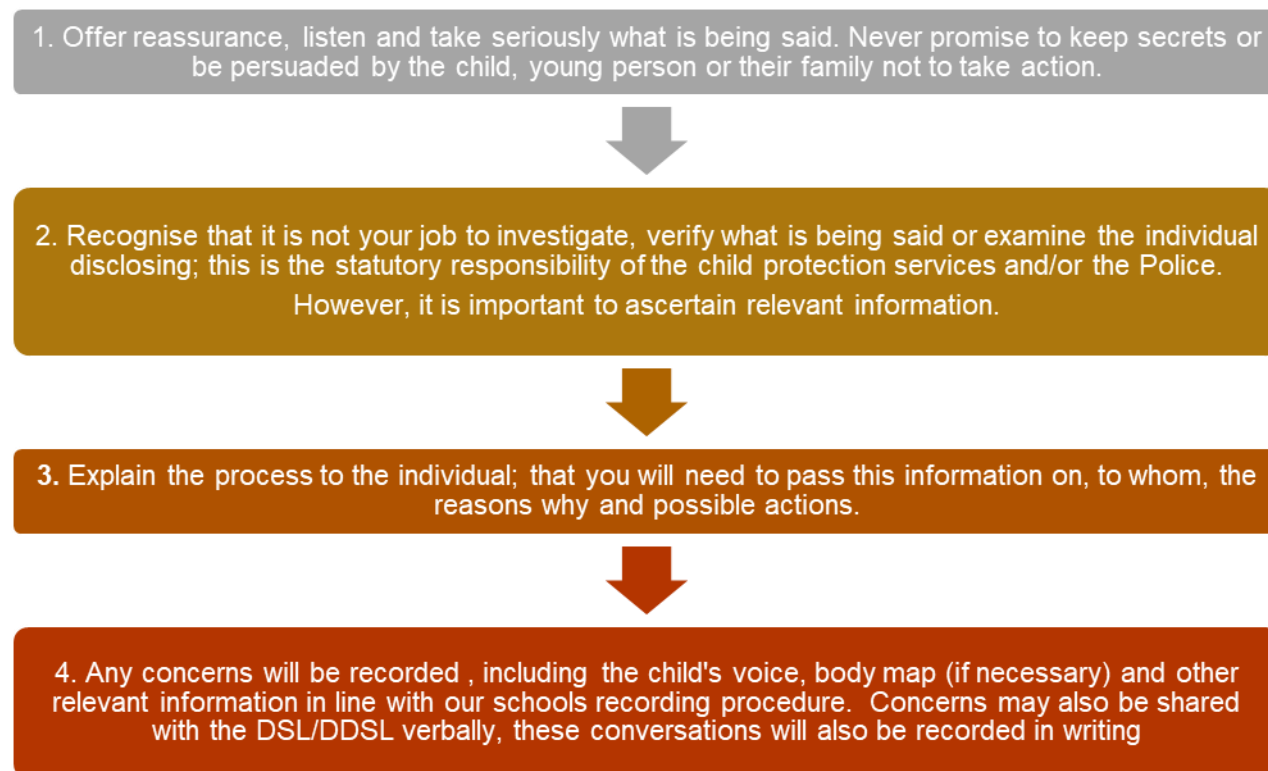 1. Offer reassurance, listen and take seriously what is being said. Never promise to keep secrets or
be persuaded by the child, young person or their family not to take action.
2. Recognise that it is not your job to investigate, verify what is being said or examine the individual
disclosing; this is the statutory responsibility of the child protection services and/or the Police.
However, it is important to ascertain relevant information.
3. Explain the process to the individual; that you will need to pass this information on, to whom, the
reasons why and possible actions.
4. Any concerns will be recorded , including the child's voice, body map (if necessary) and other
relevant information in line with our schools recording procedure. Concerns may also be shared
with the DSL/DDSL verbally, these conversations will also be recorded in writing